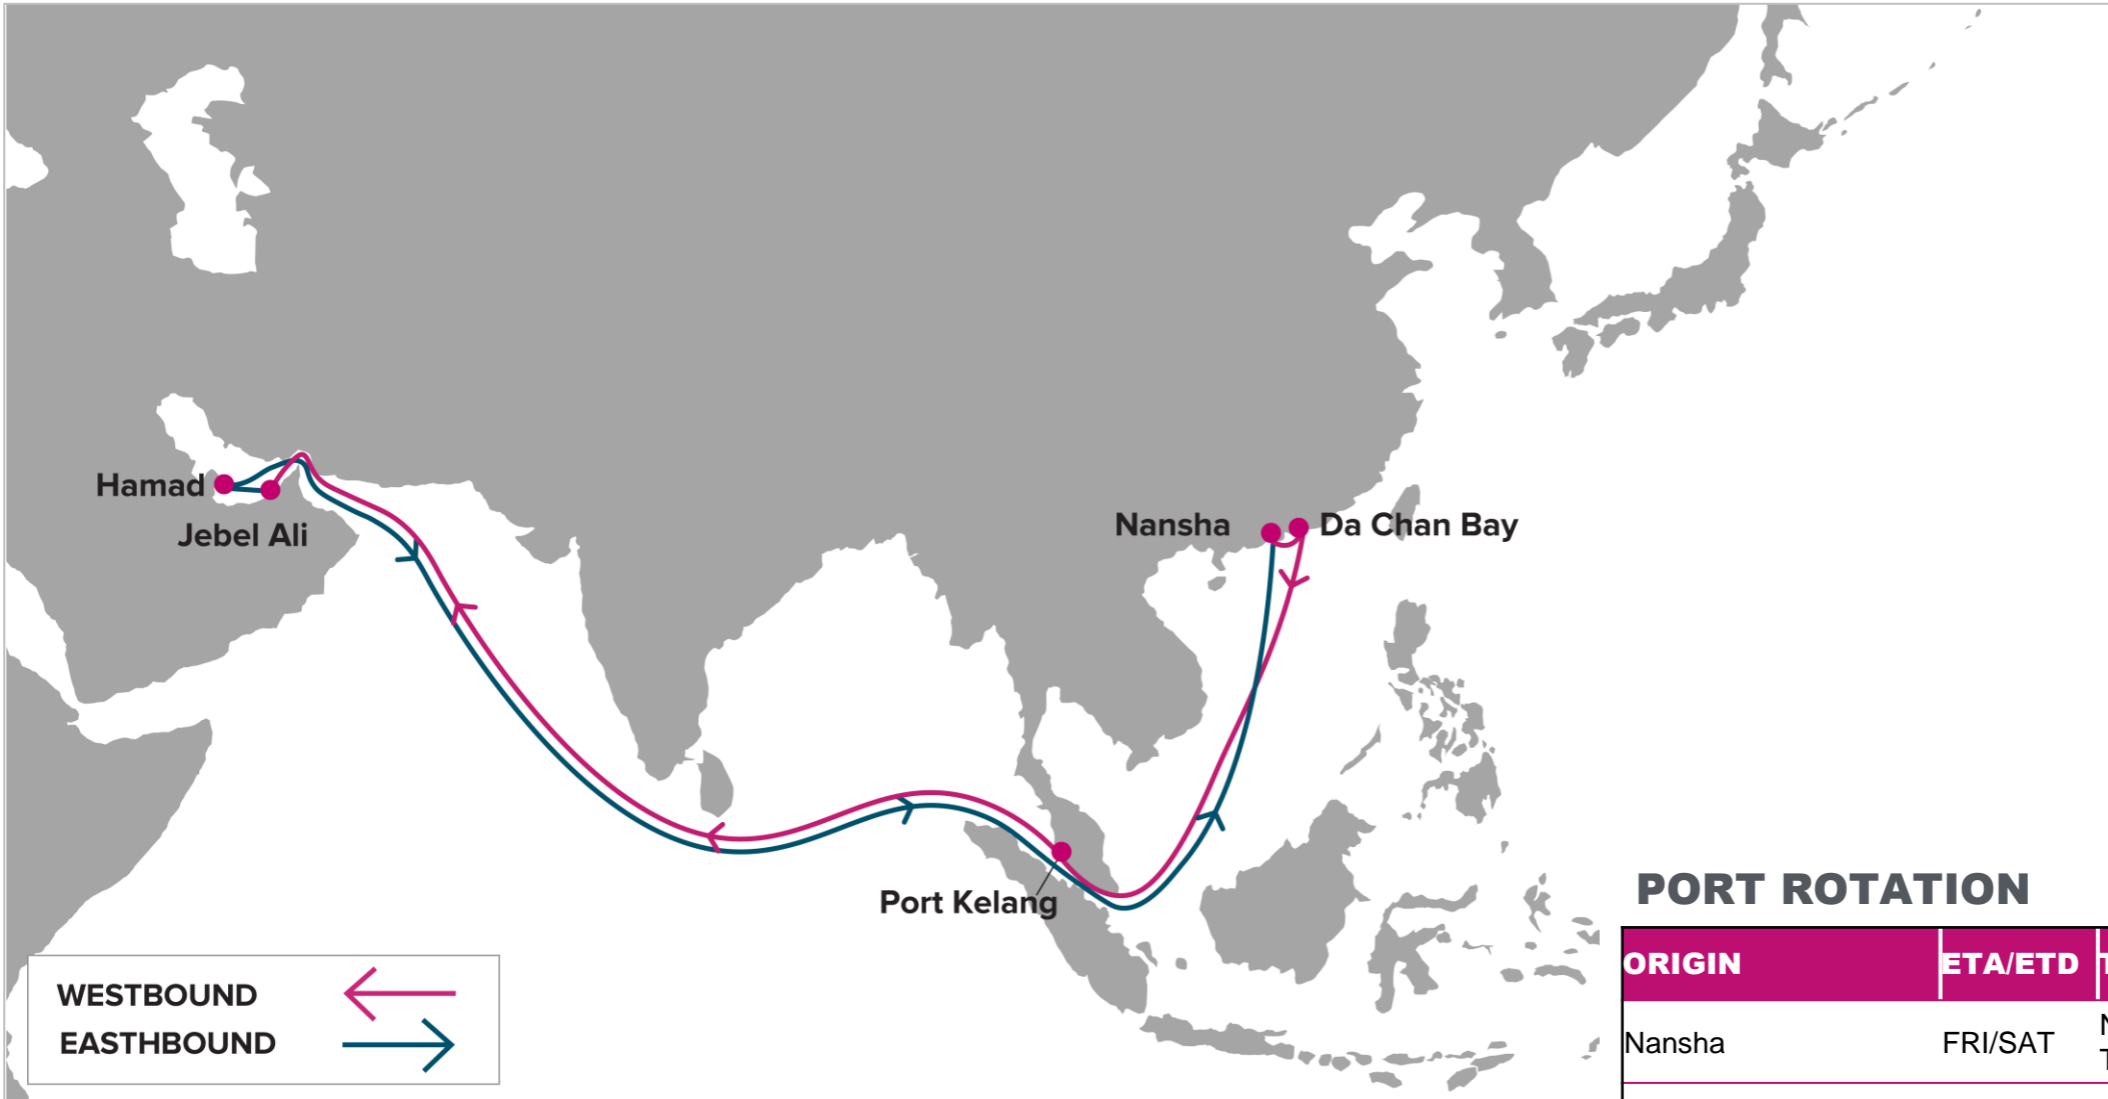 Hamad
Jebel Ali
Nansha
Da Chan Bay
Port Kelang
WESTBOUND
EASTHBOUND
PORT ROTATION
ORIGIN ETA/ETD
Nansha FRI/SAT